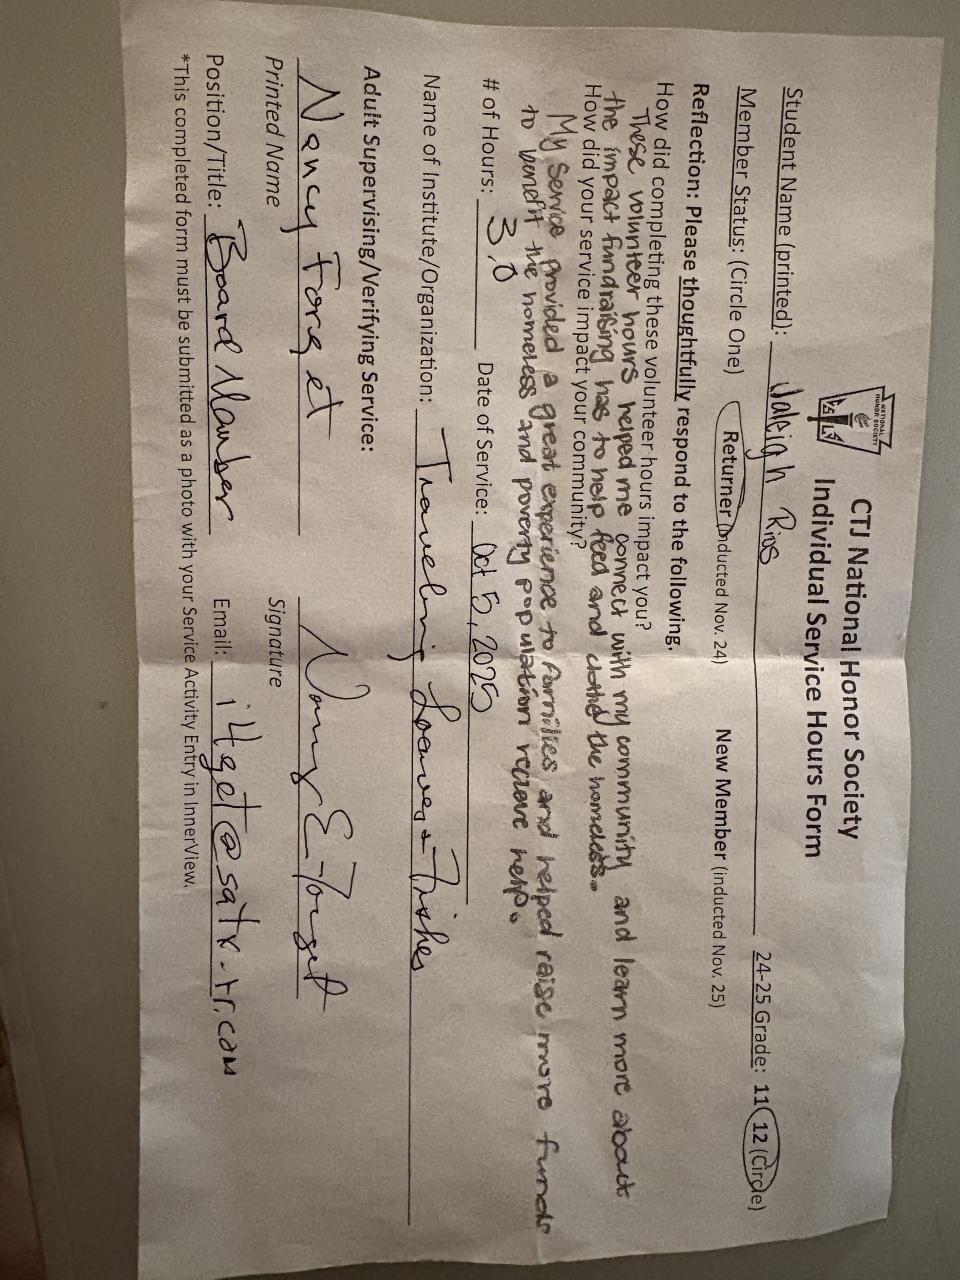 NATIONAL
HONOR SOCIETY
CTJ National Honor Society
Individual Service Hours Form
Student Name (printed): Jaleigh Rios 24-25 Grade: 11 12 (Circle)
Member Status: (Circle One) Returner (inducted Nov. 24) New Member (inducted Nov. 25)
Reflection: Please thoughtfully respond to the following.
How did completing these volunteer hours impact you?
These volunteer hours helped me connect with my community and learn more about
the impact fundraising has to help feed and clothe the homeless.
How did your service impact your community?
My service provided a great experience to families and helped raise more funds
to benefit the homeless and poverty population recieve help.
# of Hours: 3.0 Date of Service: Oct 5, 2025
Name of Institute/Organization: Traveling Loaves + Fishes
Adult Supervising/Verifying Service:
Nancy Forget Nancy E Forget
Printed Name Signature
Position/Title: Board Member Email: @satx.rr.com
*This completed form must be submitted as a photo with your Service Activity Entry in InnerView.